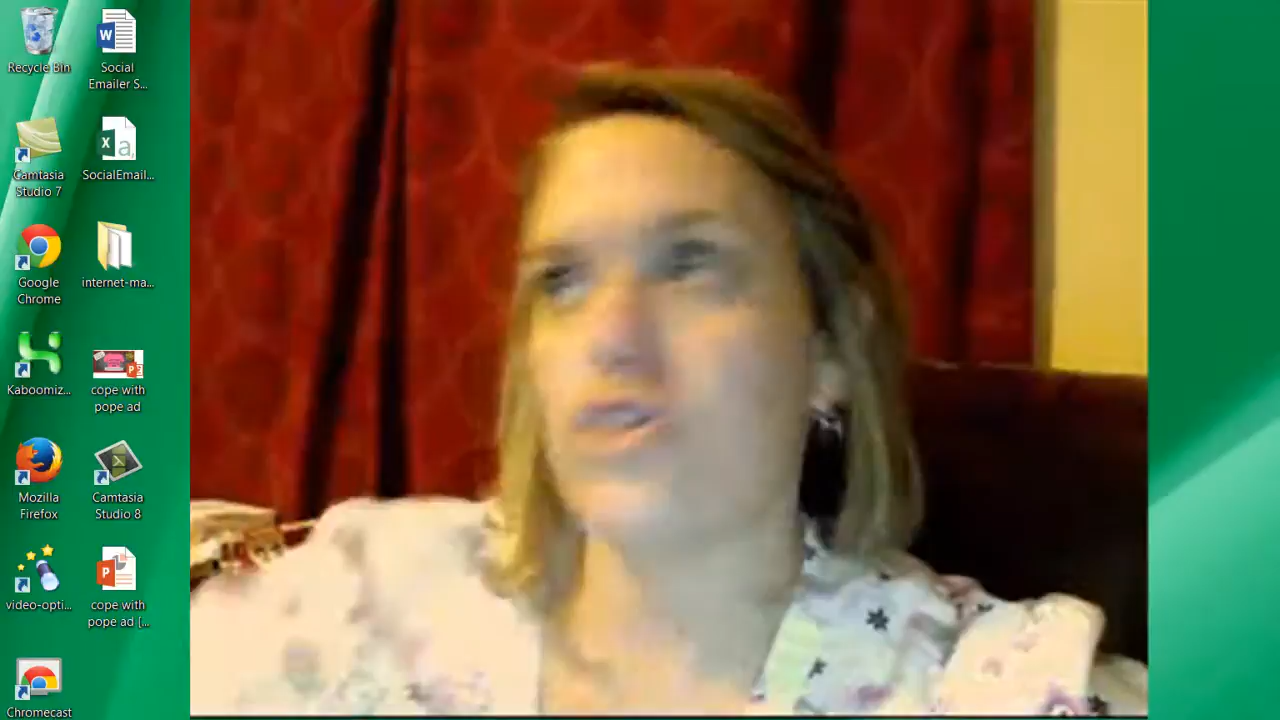 Recycle Bin
Social
Emailer S...
Camtasia
Studio 7
SocialEmail...
Google
Chrome
internet-ma...
Kaboomiz...
cope with
pope ad
Mozilla
Firefox
Camtasia
Studio 8
video-opti...
cope with
pope ad [...
Chromecast